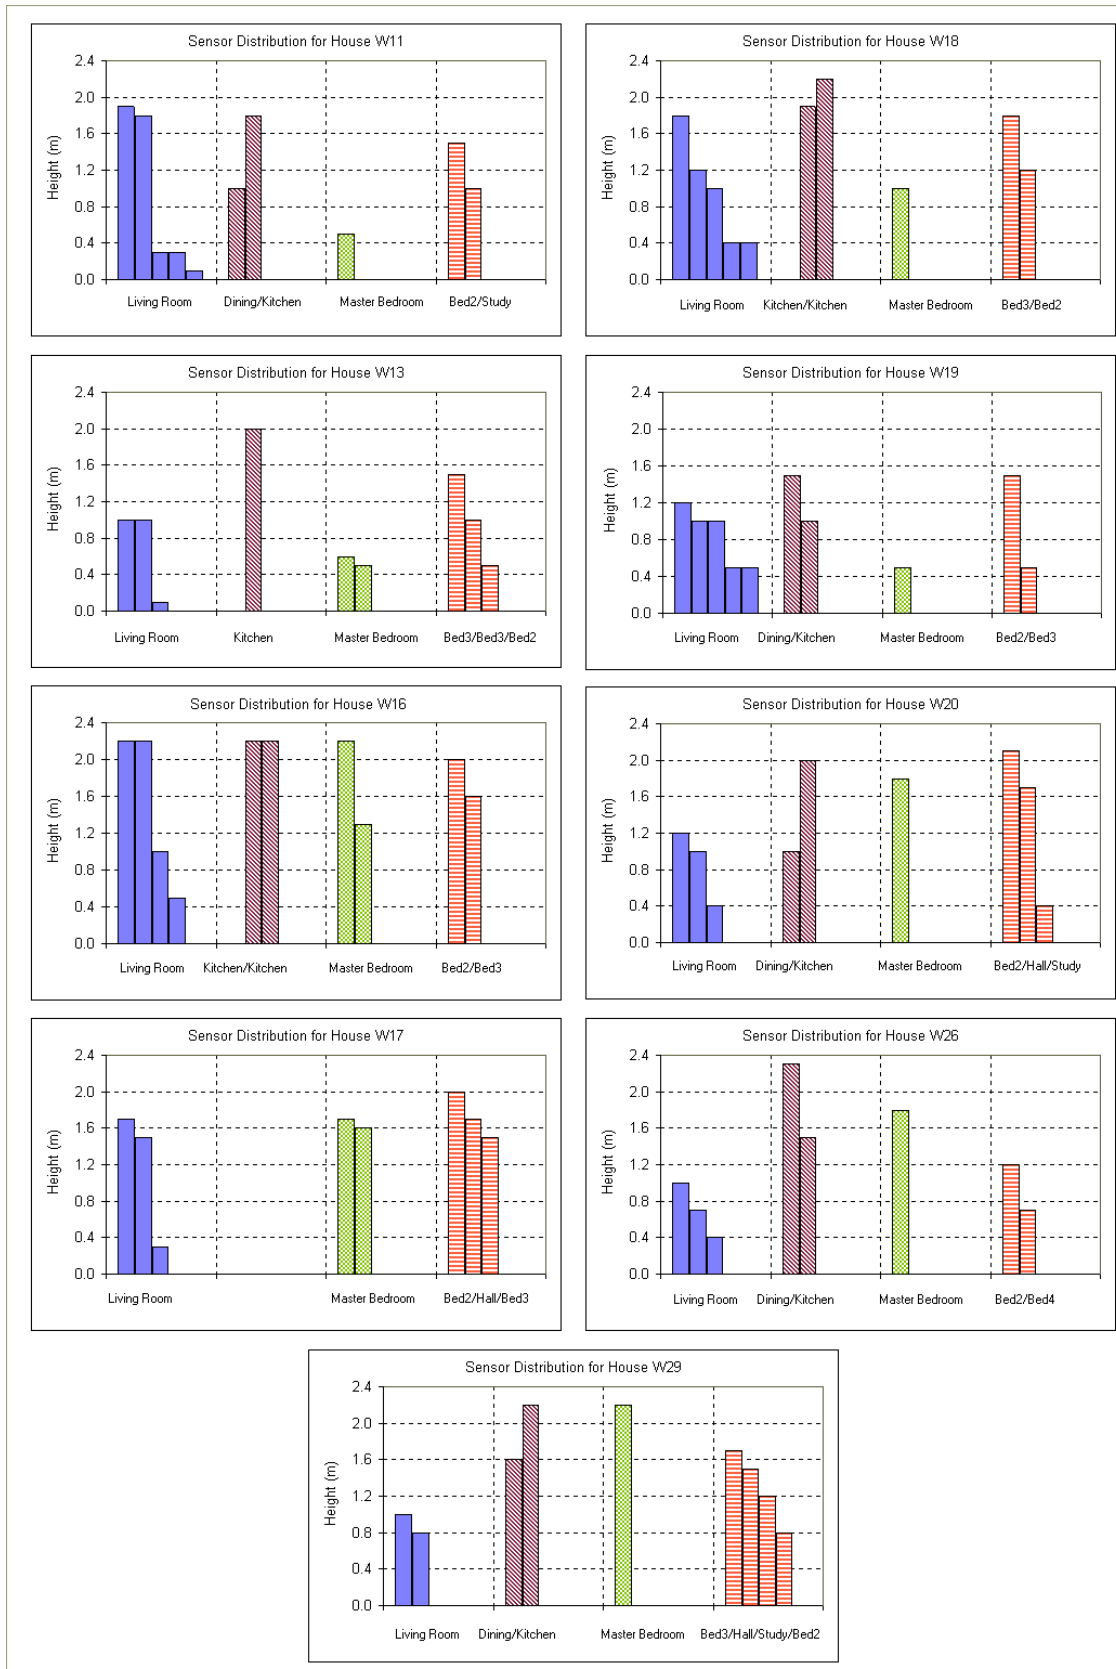 Sensor Distribution for House W11
Height (m)
2.4
2.0
1.6
1.2
0.8
0.4
0.0
Living Room Dining/Kitchen Master Bedroom Bed2/Study
Sensor Distribution for House W18
Height (m)
2.4
2.0
1.6
1.2
0.8
0.4
0.0
Living Room Kitchen/Kitchen Master Bedroom Bed3/Bed2
Sensor Distribution for House W13
Height (m)
2.4
2.0
1.6
1.2
0.8
0.4
0.0
Living Room Kitchen Master Bedroom Bed3/Bed3/Bed2
Sensor Distribution for House W19
Height (m)
2.4
2.0
1.6
1.2
0.8
0.4
0.0
Living Room Dining/Kitchen Master Bedroom Bed2/Bed3
Sensor Distribution for House W16
Height (m)
2.4
2.0
1.6
1.2
0.8
0.4
0.0
Living Room Kitchen/Kitchen Master Bedroom Bed2/Bed3
Sensor Distribution for House W20
Height (m)
2.4
2.0
1.6
1.2
0.8
0.4
0.0
Living Room Dining/Kitchen Master Bedroom Bed2/Hall/Study
Sensor Distribution for House W17
Height (m)
2.4
2.0
1.6
1.2
0.8
0.4
0.0
Living Room Master Bedroom Bed2/Hall/Bed3
Sensor Distribution for House W26
Height (m)
2.4
2.0
1.6
1.2
0.8
0.4
0.0
Living Room Dining/Kitchen Master Bedroom Bed2/Bed4
Sensor Distribution for House W29
Height (m)
2.4
2.0
1.6
1.2
0.8
0.4
0.0
Living Room Dining/Kitchen Master Bedroom Bed3/Hall/Study/Bed2